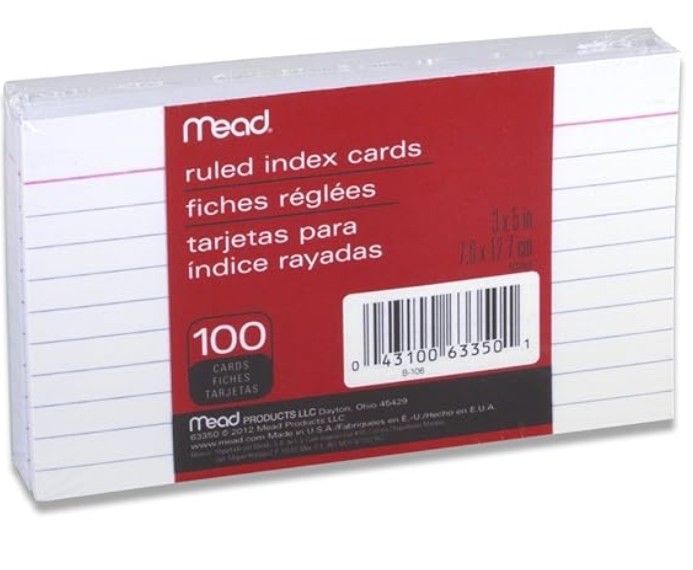 Mead
ruled index cards
fiches réglées
tarjetas para
índice rayadas
3 x 5 in
7.6 x 12.7 cm
100
CARDS
FICHES
TARJETAS
0 43100 63350 1
B-106
Mead PRODUCTS LLC Dayton, Ohio 45429
63350 © 2012 Mead Products LLC
www.mead.com Made in U.S.A./Fabriquées en É.-U./Hecho en E.U.A.